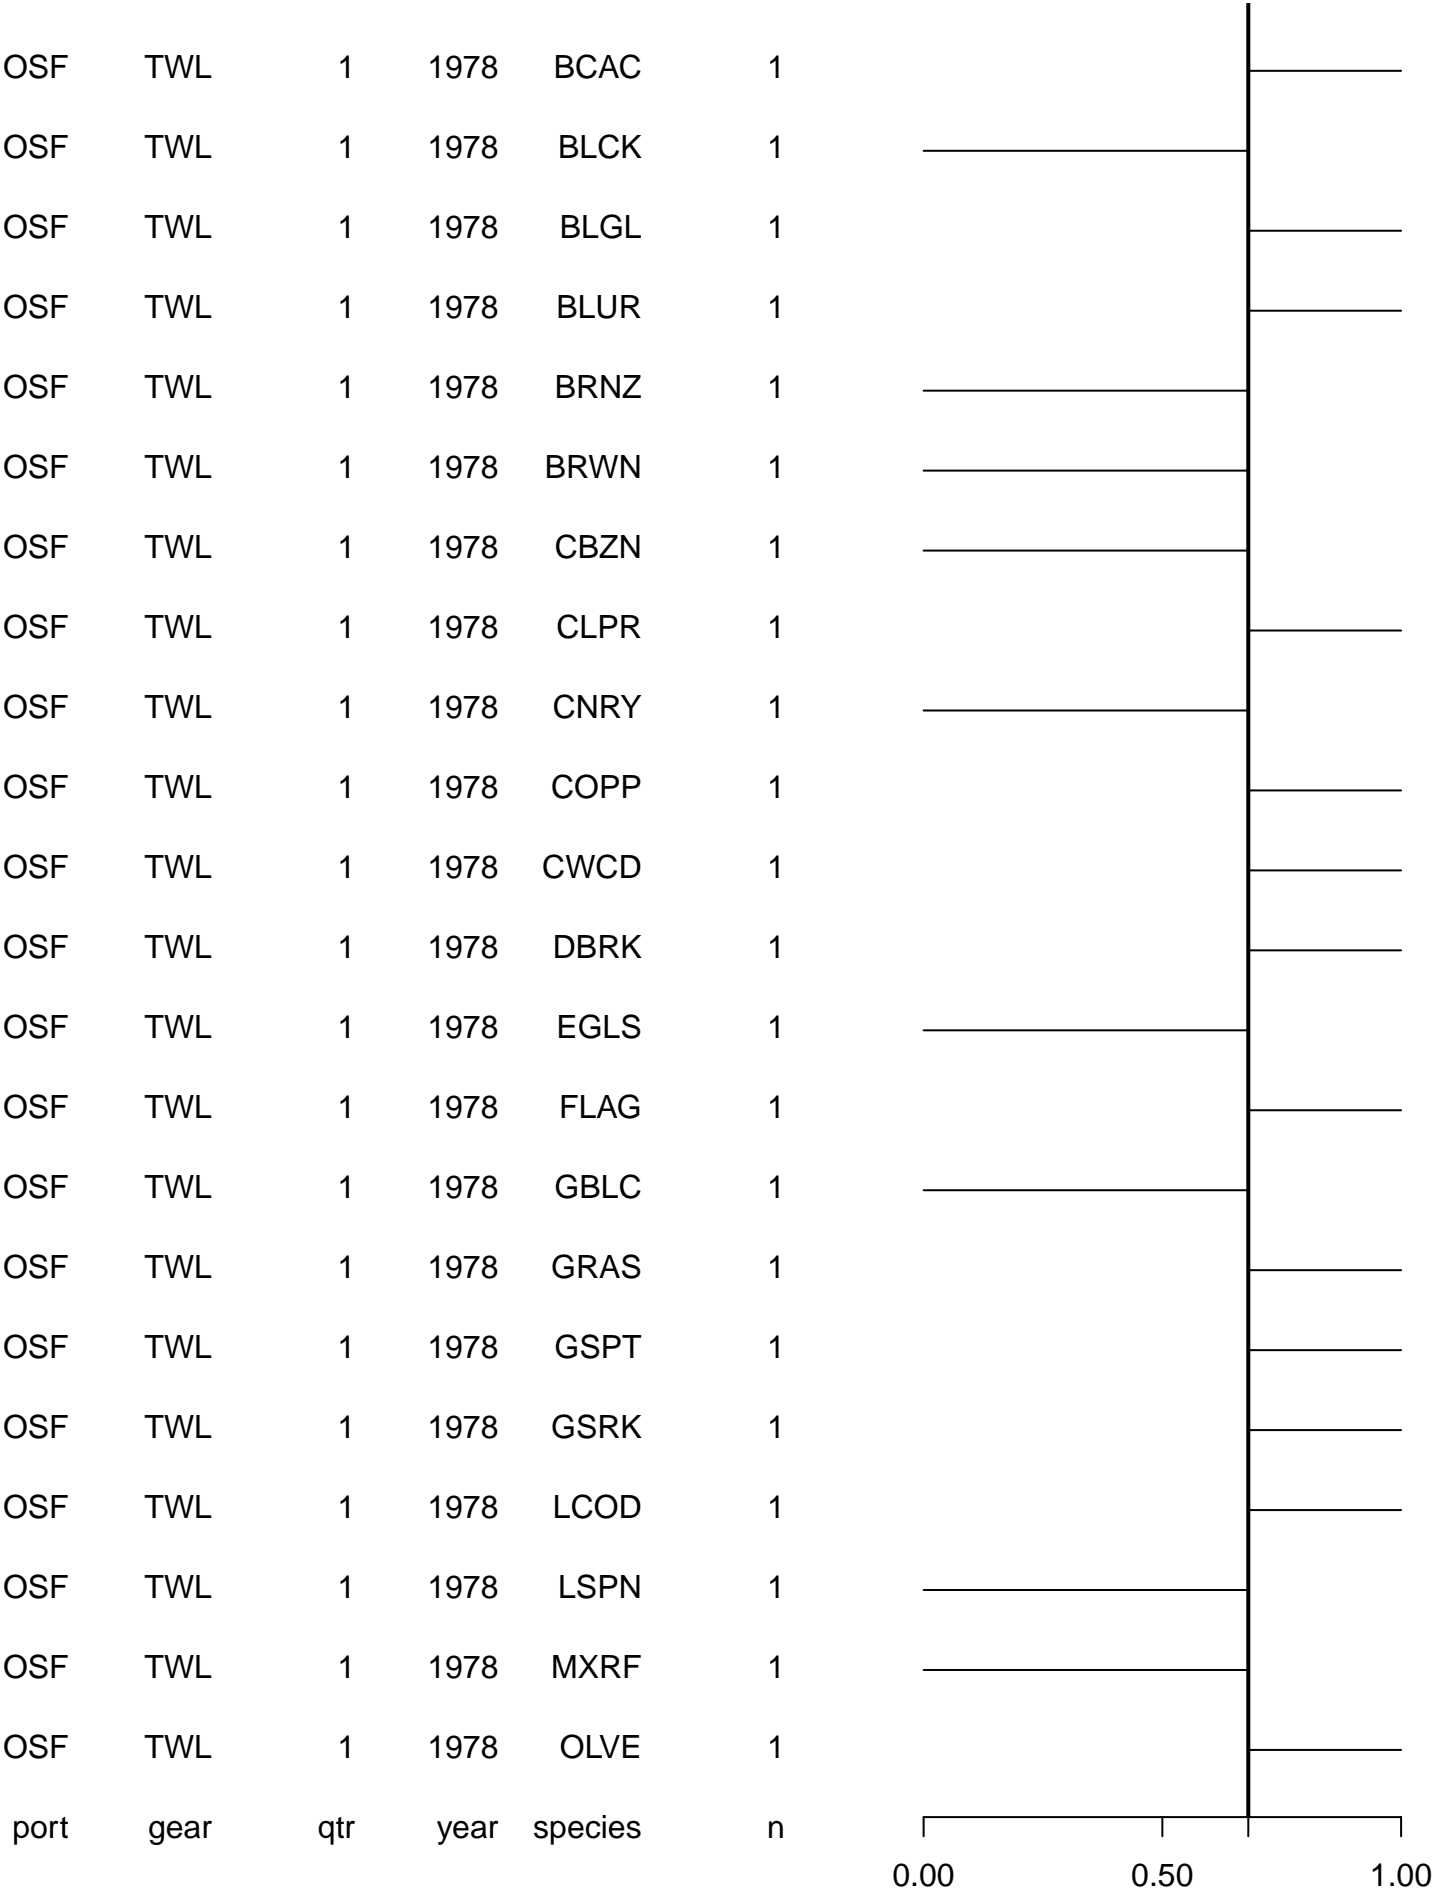 OSF TWL 1 1978 BCAC 1
OSF TWL 1 1978 BLCK 1
OSF TWL 1 1978 BLGL 1
OSF TWL 1 1978 BLUR 1
OSF TWL 1 1978 BRNZ 1
OSF TWL 1 1978 BRWN 1
OSF TWL 1 1978 CBZN 1
OSF TWL 1 1978 CLPR 1
OSF TWL 1 1978 CNRY 1
OSF TWL 1 1978 COPP 1
OSF TWL 1 1978 CWCD 1
OSF TWL 1 1978 DBRK 1
OSF TWL 1 1978 EGLS 1
OSF TWL 1 1978 FLAG 1
OSF TWL 1 1978 GBLC 1
OSF TWL 1 1978 GRAS 1
OSF TWL 1 1978 GSPT 1
OSF TWL 1 1978 GSRK 1
OSF TWL 1 1978 LCOD 1
OSF TWL 1 1978 LSPN 1
OSF TWL 1 1978 MXRF 1
OSF TWL 1 1978 OLVE 1
port gear qtr year species n
0.00 0.50 1.00